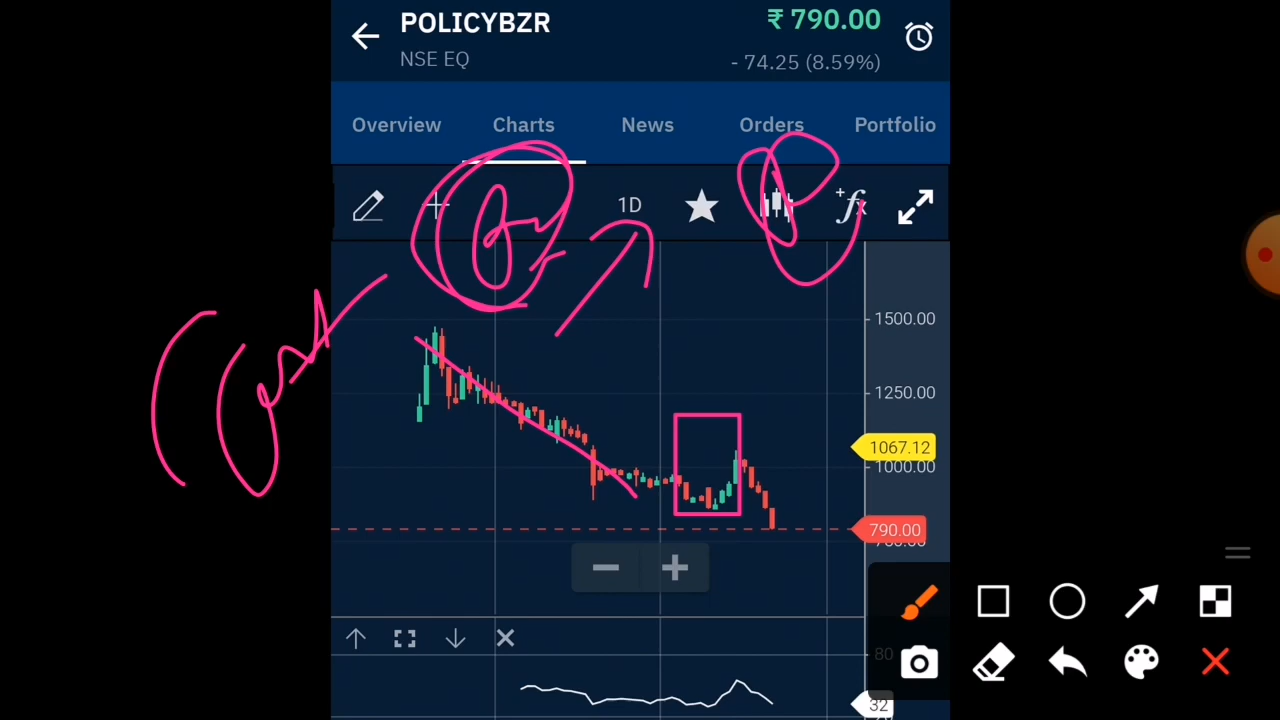 POLICYBZR
₹ 790.00
NSE EQ
- 74.25 (8.59%)
Overview
Charts
News
Orders
Portfolio
1D
+fx
1500.00
1250.00
1067.12
1000.00
790.00
80
32